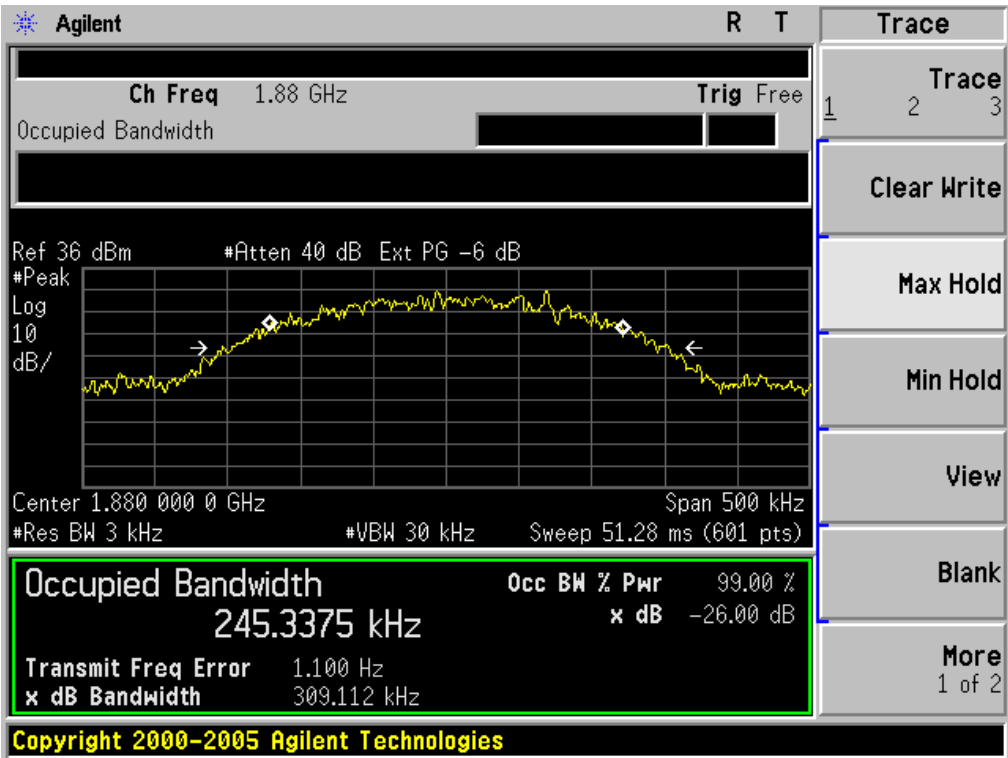 Agilent R T Trace
Ch Freq 1.88 GHz Trig Free
Occupied Bandwidth
Ref 36 dBm #Atten 40 dB Ext PG -6 dB
#Peak
Log
10
dB/
Center 1.880 000 0 GHz Span 500 kHz
#Res BW 3 kHz #VBW 30 kHz Sweep 51.28 ms (601 pts)
Occupied Bandwidth
245.3375 kHz
Occ BW % Pwr 99.00 %
x dB -26.00 dB
Transmit Freq Error 1.100 Hz
x dB Bandwidth 309.112 kHz
Trace
1 2 3
Clear Write
Max Hold
Min Hold
View
Blank
More
1 of 2
Copyright 2000-2005 Agilent Technologies